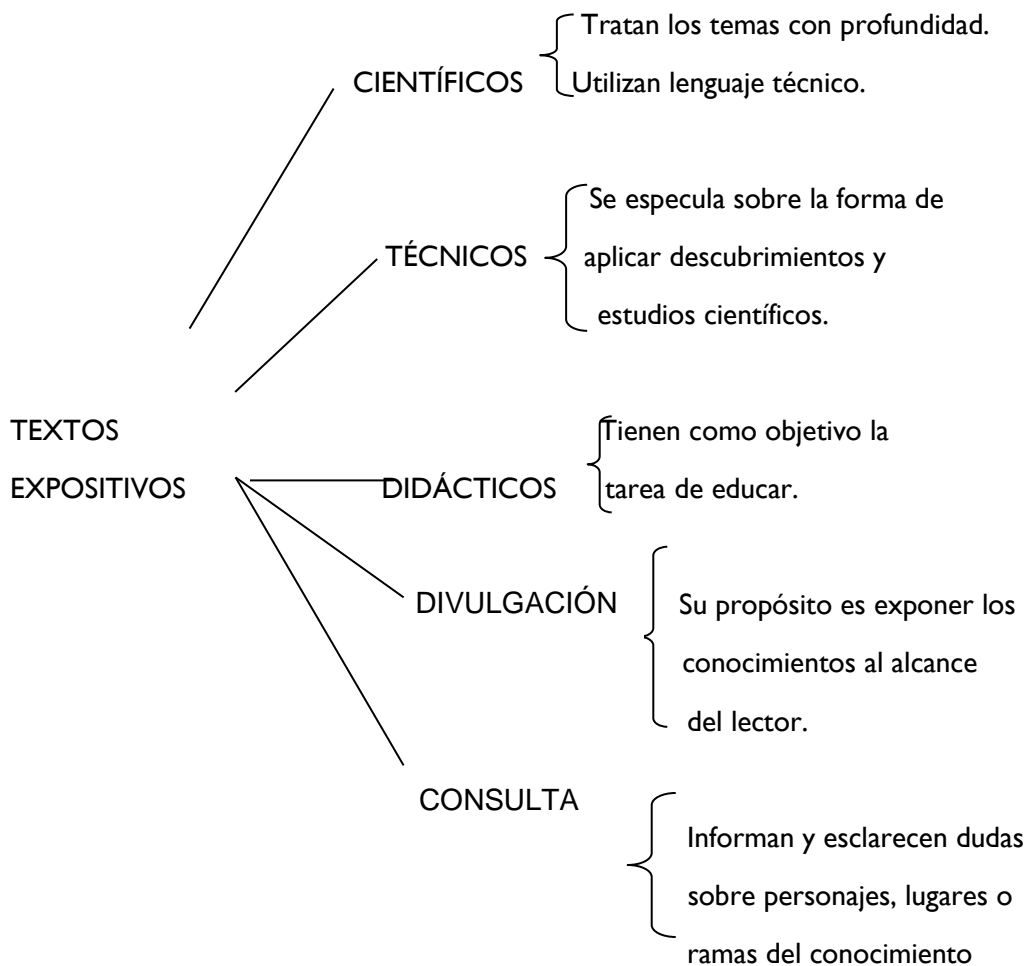 Tratan los temas con profundidad.
CIENTÍFICOS
Utilizan lenguaje técnico.
Se especula sobre la forma de
TÉCNICOS
aplicar descubrimientos y
estudios científicos.
TEXTOS
EXPOSITIVOS
Tienen como objetivo la
DIDÁCTICOS
tarea de educar.
DIVULGACIÓN
Su propósito es exponer los
conocimientos al alcance
del lector.
CONSULTA
Informan y esclarecen dudas
sobre personajes, lugares o
ramas del conocimiento